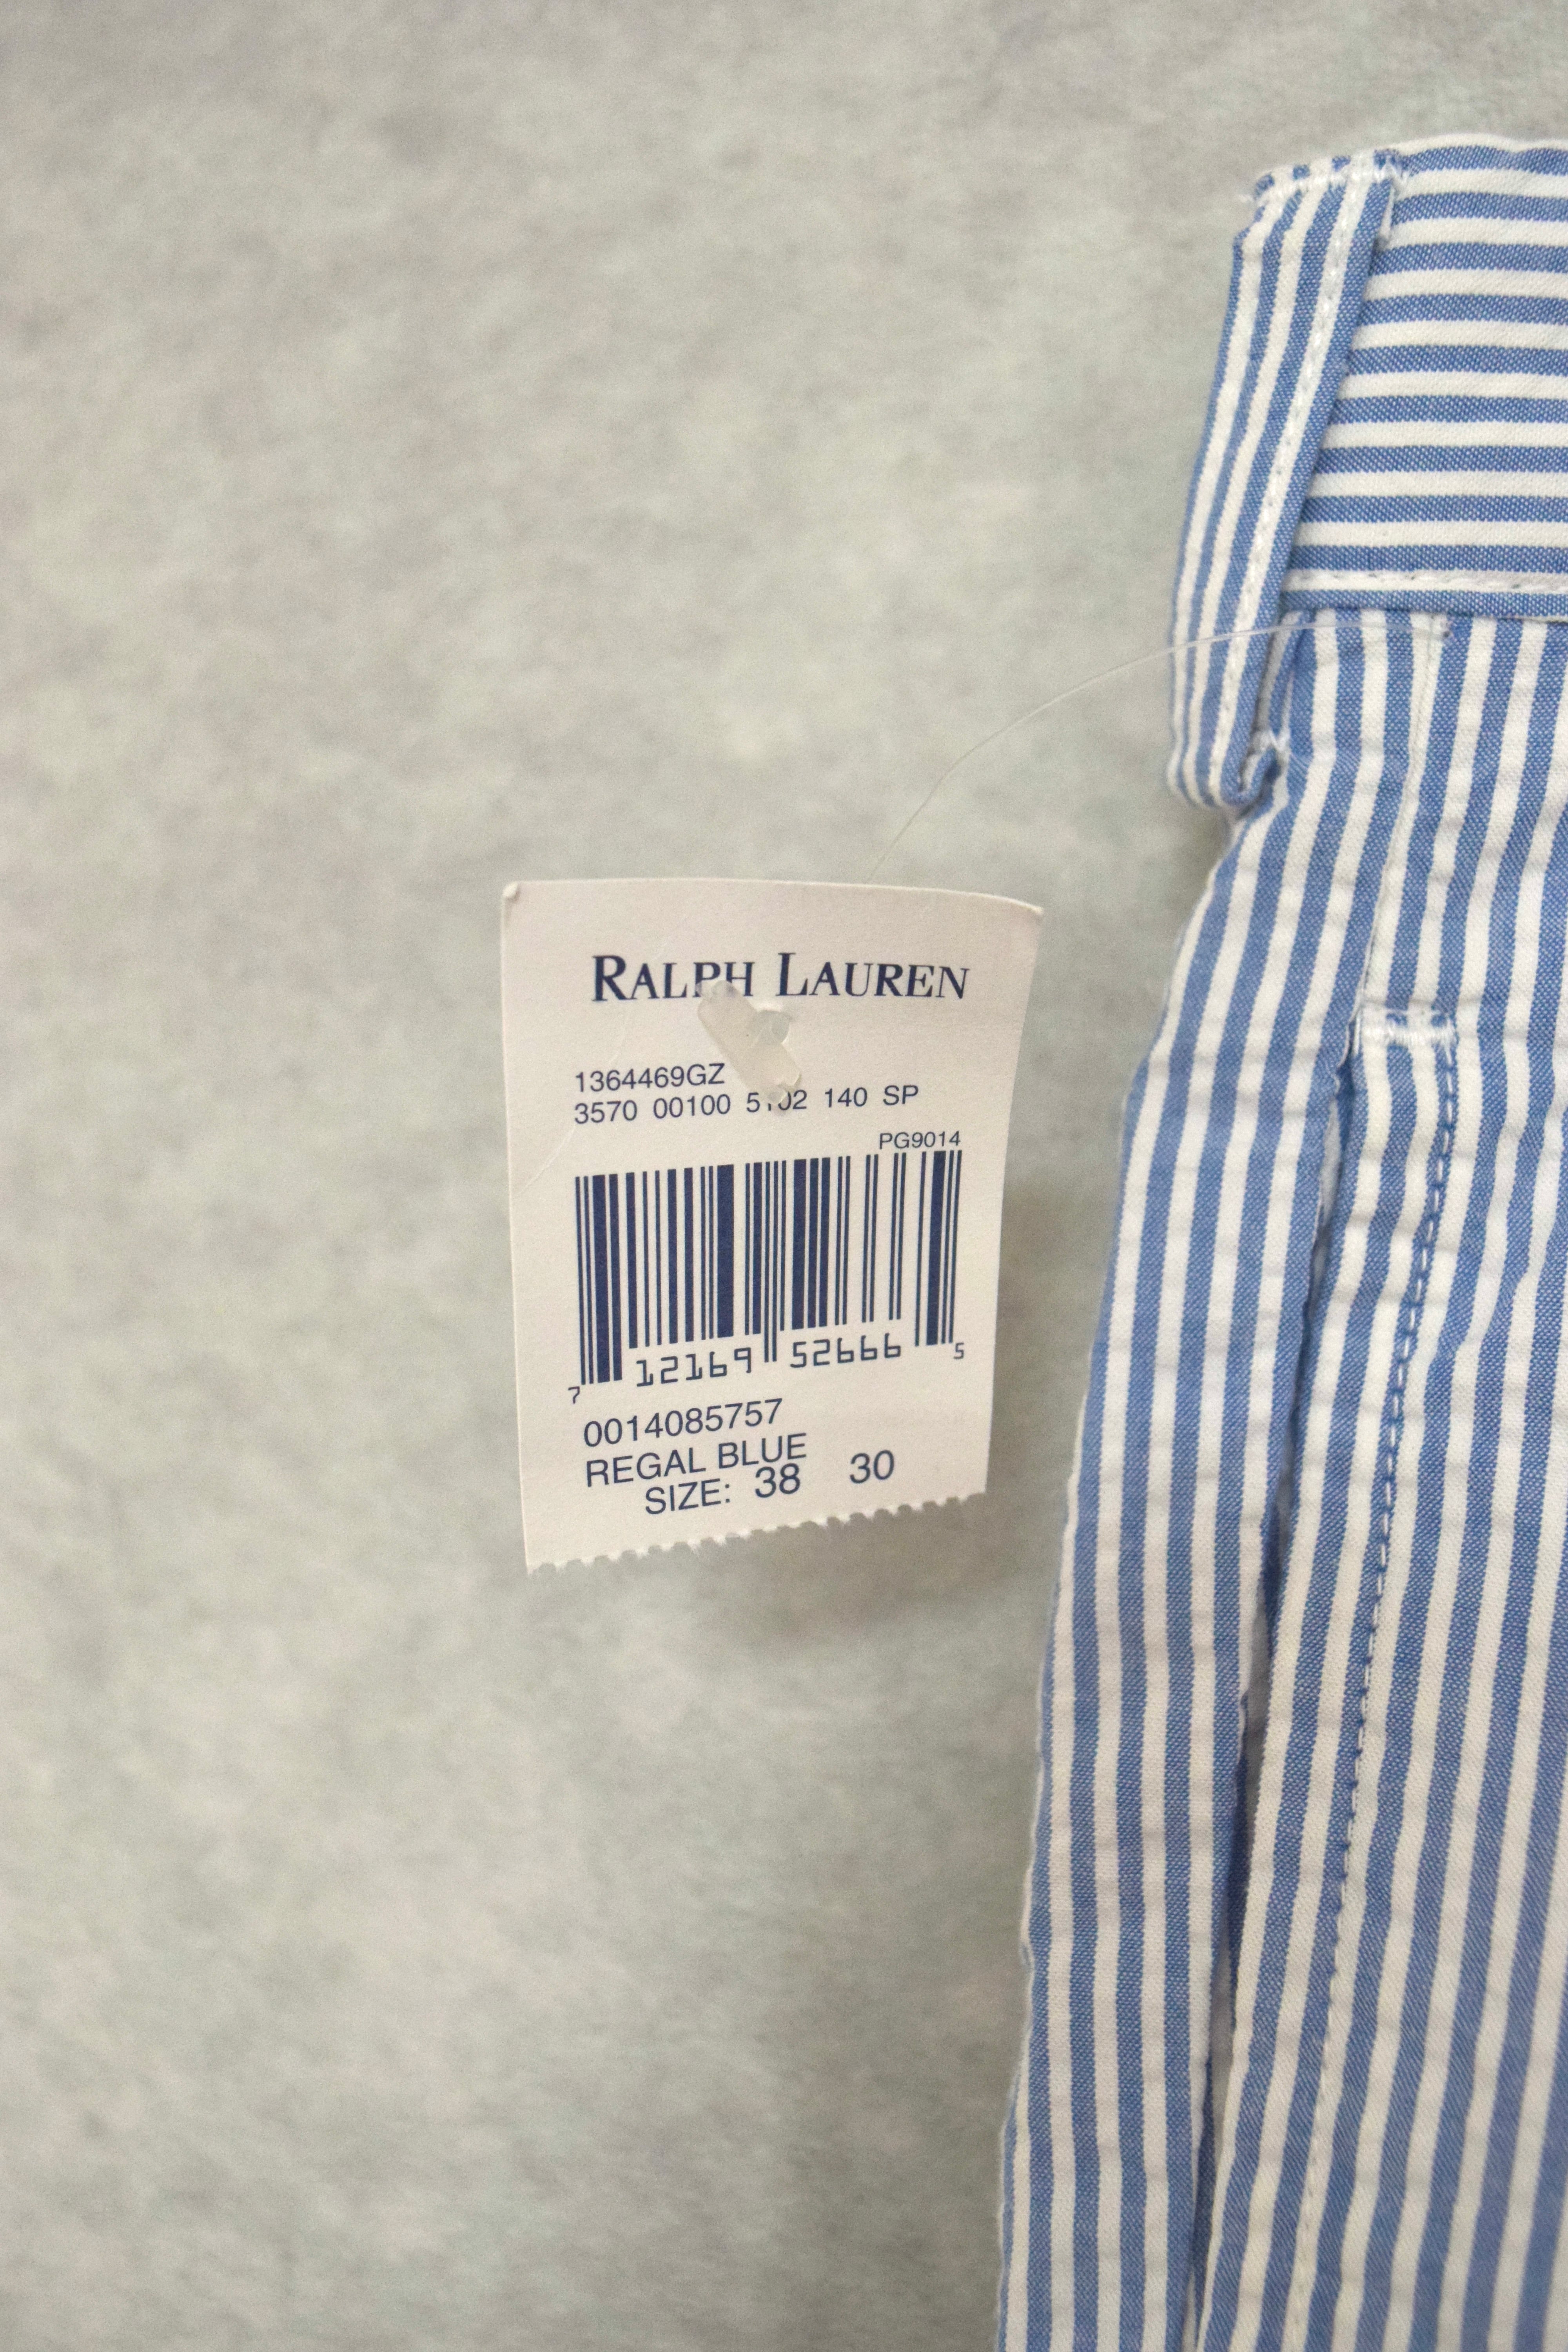 RALPH LAUREN
1364469GZ
3570 00100 5102 140 SP
PG9014
7 12169 52666 5
0014085757
REGAL BLUE
SIZE: 38 30